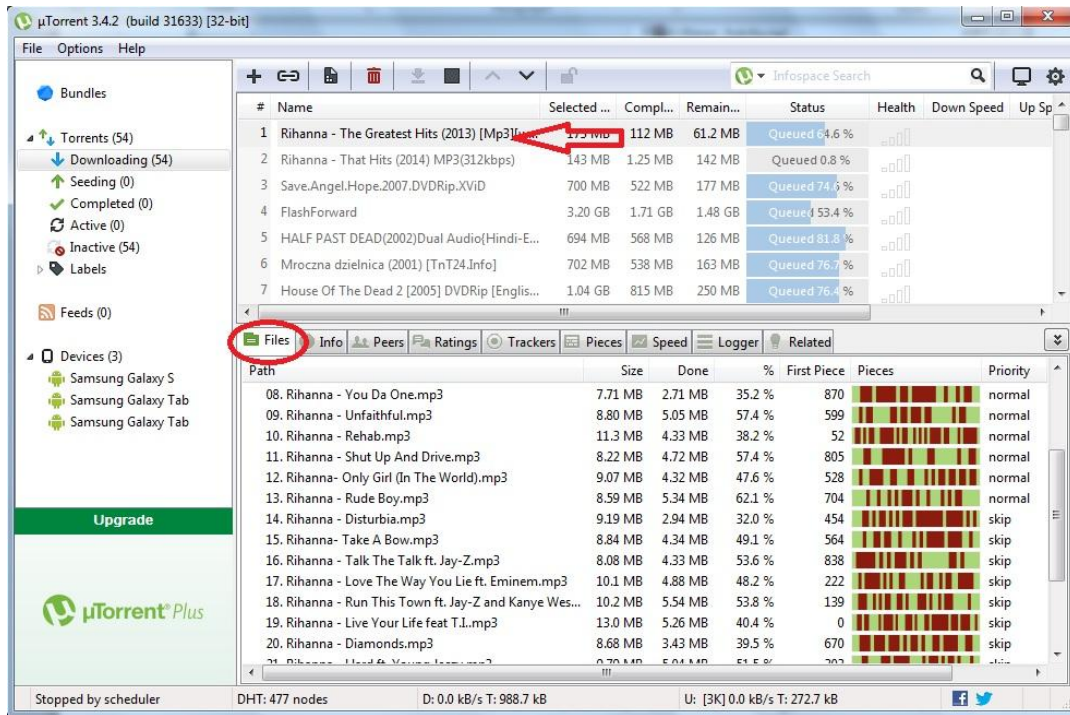 µTorrent 3.4.2 (build 31633) [32-bit]
File Options Help
Bundles
Torrents (54)
Downloading (54)
Seeding (0)
Completed (0)
Active (0)
Inactive (54)
Labels
Feeds (0)
Devices (3)
Samsung Galaxy S
Samsung Galaxy Tab
Samsung Galaxy Tab
Upgrade
µTorrent® Plus
Infospace Search
# Name Selected ... Compl... Remain... Status Health Down Speed Up Sp
1 Rihanna - The Greatest Hits (2013) [Mp3] 112 MB 61.2 MB Queued 64.6 %
2 Rihanna - That Hits (2014) MP3(312kbps) 143 MB 1.25 MB 142 MB Queued 0.8 %
3 Save.Angel.Hope.2007.DVDRip.XViD 700 MB 522 MB 177 MB Queued 74.6 %
4 FlashForward 3.20 GB 1.71 GB 1.48 GB Queued 53.4 %
5 HALF PAST DEAD(2002)Dual Audio{Hindi-E... 694 MB 568 MB 126 MB Queued 81.8 %
6 Mroczna dzielnica (2001) [TnT24.Info] 702 MB 538 MB 163 MB Queued 76.7 %
7 House Of The Dead 2 [2005] DVDRip [Englis... 1.04 GB 815 MB 250 MB Queued 76.4 %
Files Info Peers Ratings Trackers Pieces Speed Logger Related
Path Size Done % First Piece Pieces Priority
08. Rihanna - You Da One.mp3 7.71 MB 2.71 MB 35.2 % 870 normal
09. Rihanna - Unfaithful.mp3 8.80 MB 5.05 MB 57.4 % 599 normal
10. Rihanna - Rehab.mp3 11.3 MB 4.33 MB 38.2 % 52 normal
11. Rihanna - Shut Up And Drive.mp3 8.22 MB 4.72 MB 57.4 % 805 normal
12. Rihanna- Only Girl (In The World).mp3 9.07 MB 4.32 MB 47.6 % 528 normal
13. Rihanna - Rude Boy.mp3 8.59 MB 5.34 MB 62.1 % 704 normal
14. Rihanna - Disturbia.mp3 9.19 MB 2.94 MB 32.0 % 454 skip
15. Rihanna- Take A Bow.mp3 8.84 MB 4.34 MB 49.1 % 564 skip
16. Rihanna - Talk The Talk ft. Jay-Z.mp3 8.08 MB 4.33 MB 53.6 % 838 skip
17. Rihanna - Love The Way You Lie ft. Eminem.mp3 10.1 MB 4.88 MB 48.2 % 222 skip
18. Rihanna - Run This Town ft. Jay-Z and Kanye Wes... 10.2 MB 5.54 MB 53.8 % 139 skip
19. Rihanna - Live Your Life feat T.I..mp3 13.0 MB 5.26 MB 40.4 % 0 skip
20. Rihanna - Diamonds.mp3 8.68 MB 3.43 MB 39.5 % 670 skip
Stopped by scheduler DHT: 477 nodes D: 0.0 kB/s T: 988.7 kB U: [3K] 0.0 kB/s T: 272.7 kB